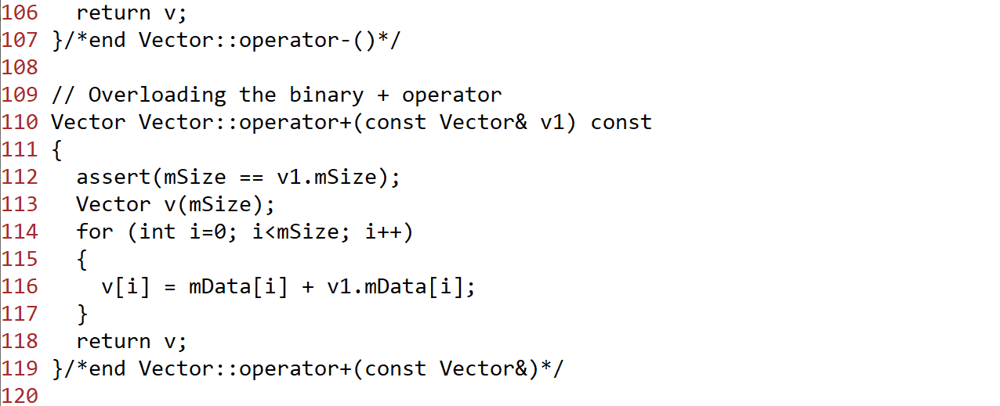 106   return v;
107 }/*end Vector::operator-()*/
108
109 // Overloading the binary + operator
110 Vector Vector::operator+(const Vector& v1) const
111 {
112   assert(mSize == v1.mSize);
113   Vector v(mSize);
114   for (int i=0; i<mSize; i++)
115   {
116     v[i] = mData[i] + v1.mData[i];
117   }
118   return v;
119 }/*end Vector::operator+(const Vector&)*/
120